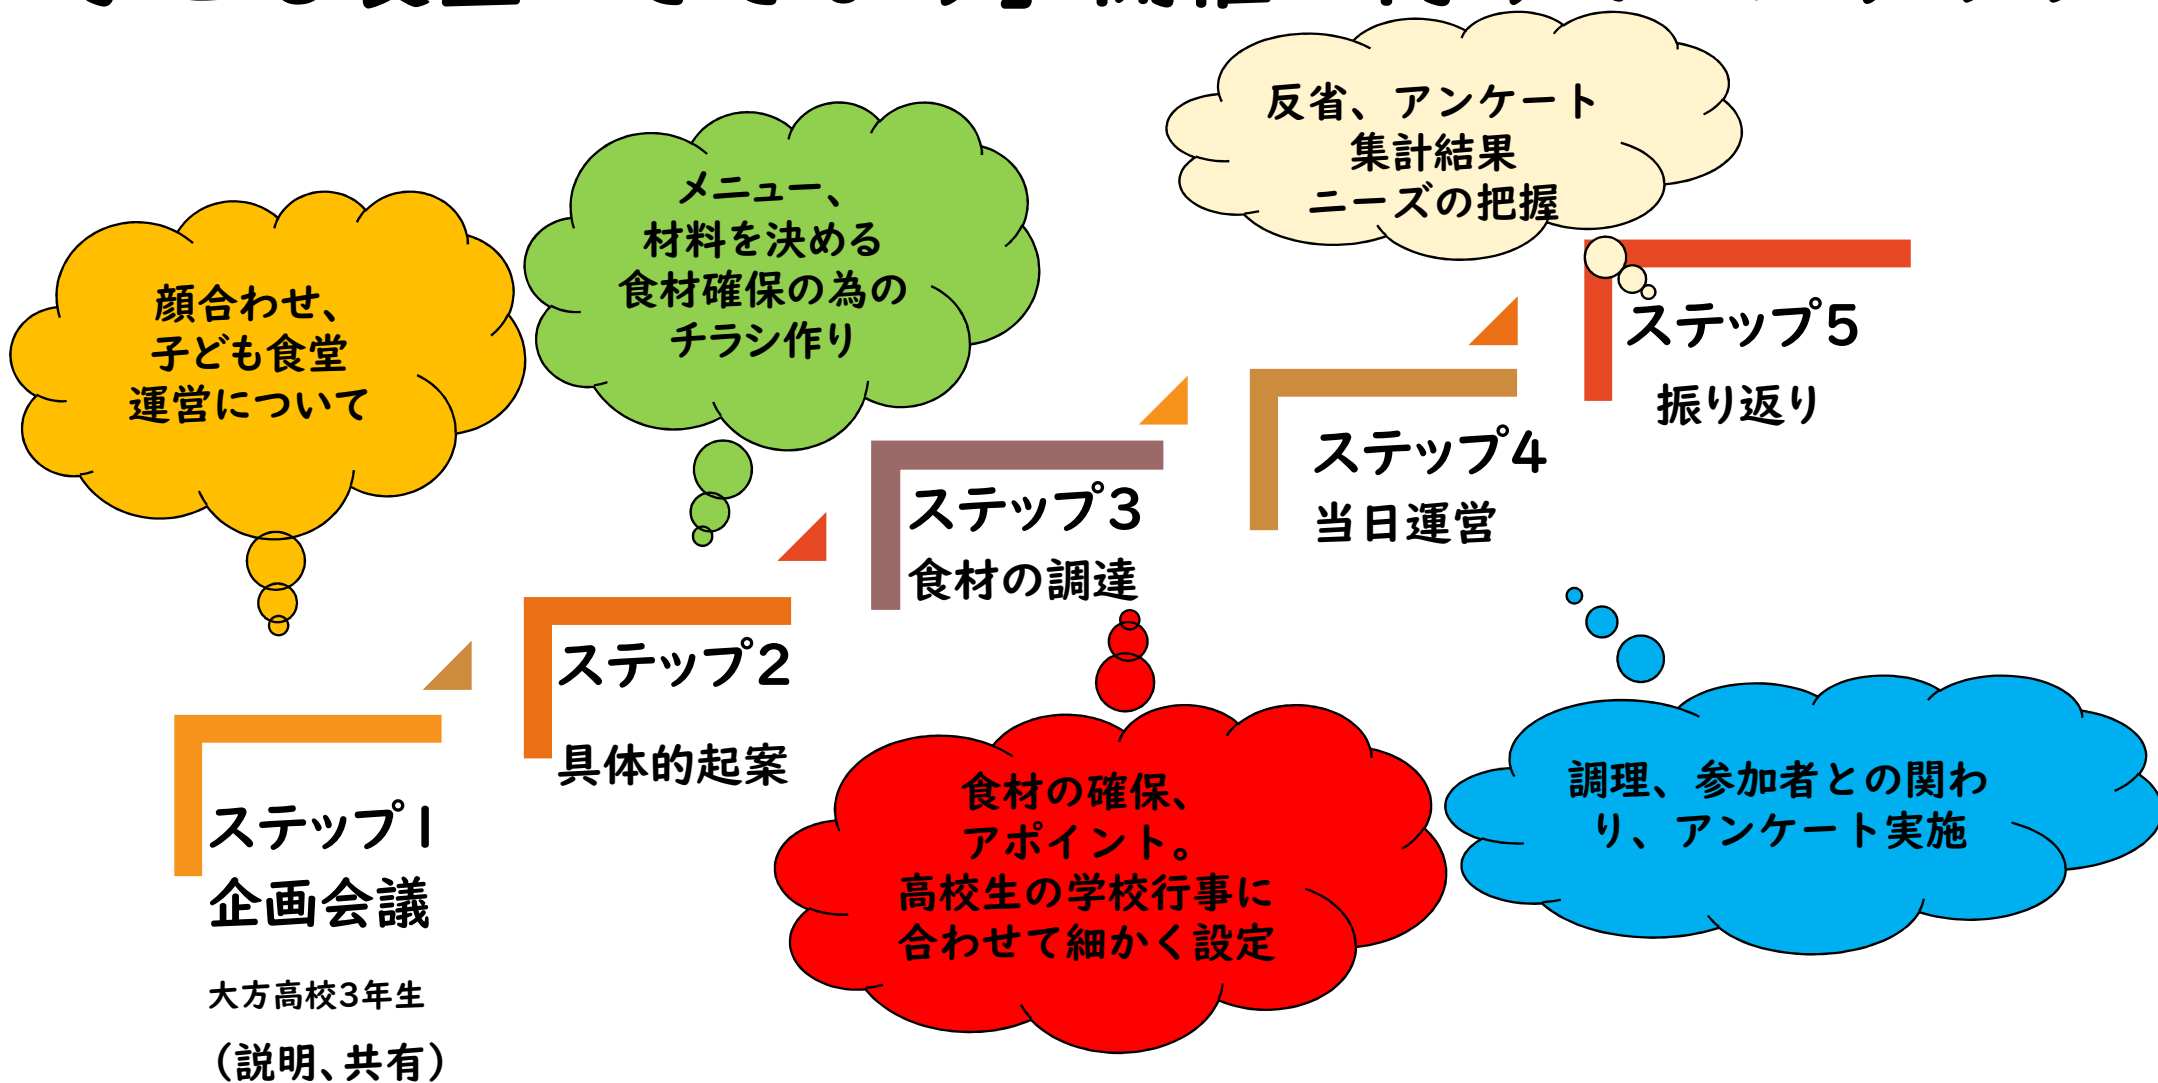 顔合わせ、
子ども食堂
運営について
ステップ1
企画会議
大方高校3年生
（説明、共有）
メニュー、
材料を決める
食材確保の為の
チラシ作り
ステップ2
具体的起案
ステップ3
食材の調達
食材の確保、
アポイント。
高校生の学校行事に
合わせて細かく設定
ステップ4
当日運営
調理、参加者との関わ
り、アンケート実施
反省、アンケート
集計結果
ニーズの把握
ステップ5
振り返り